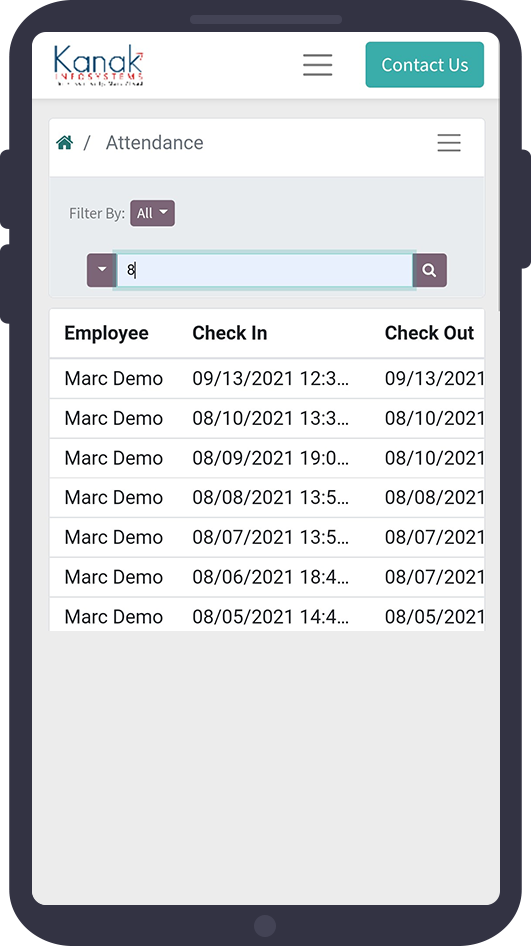 Kanak
INFOSYSTEMS
Contact Us
/ Attendance
Filter By: All
8
Employee Check In Check Out
Marc Demo 09/13/2021 12:3... 09/13/2021
Marc Demo 08/10/2021 13:3... 08/10/2021
Marc Demo 08/09/2021 19:0... 08/10/2021
Marc Demo 08/08/2021 13:5... 08/08/2021
Marc Demo 08/07/2021 13:5... 08/07/2021
Marc Demo 08/06/2021 18:4... 08/07/2021
Marc Demo 08/05/2021 14:4... 08/05/2021